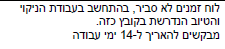 לוח זמנים לא סביר, בהתחשב בעבודת הניקוי
והטיוב הנדרשת בקובץ כזה.
מבקשים להאריך ל-14 ימי עבודה